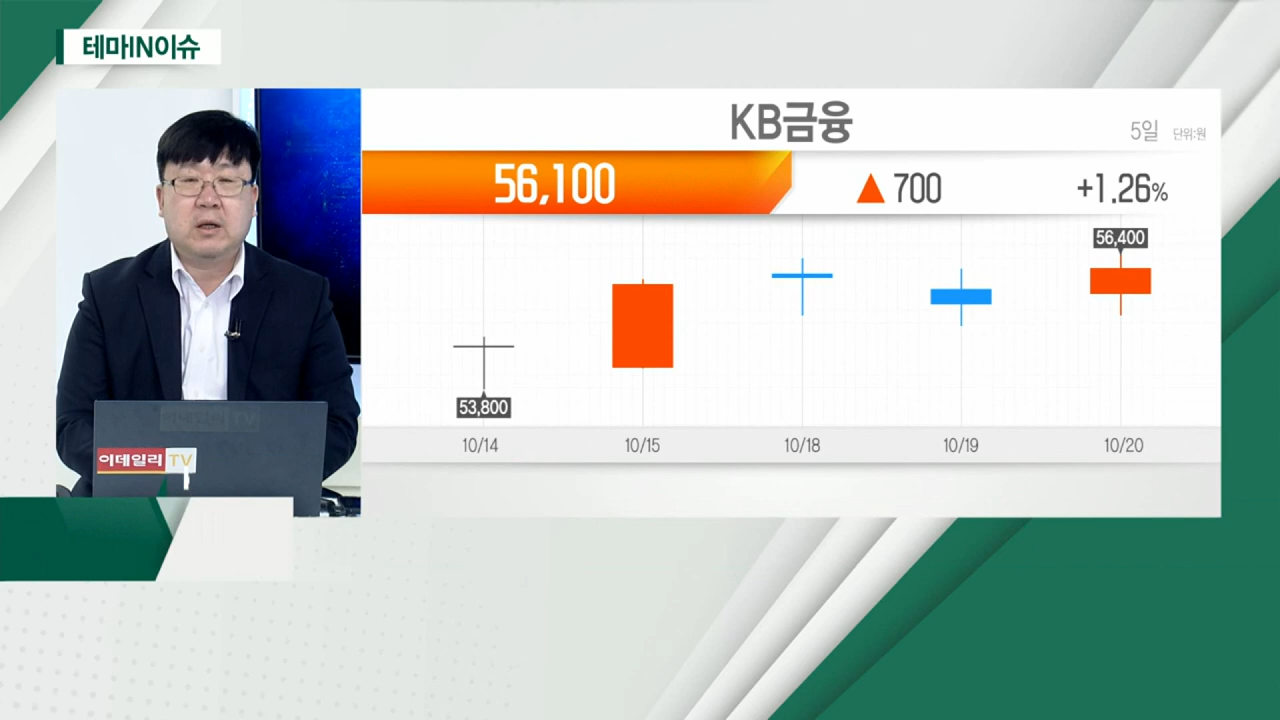 테마IN이슈
KB금융
5일 단위:원
56,100 ▲700 +1.26%
56,400
53,800
10/14 10/15 10/18 10/19 10/20
이데일리TV